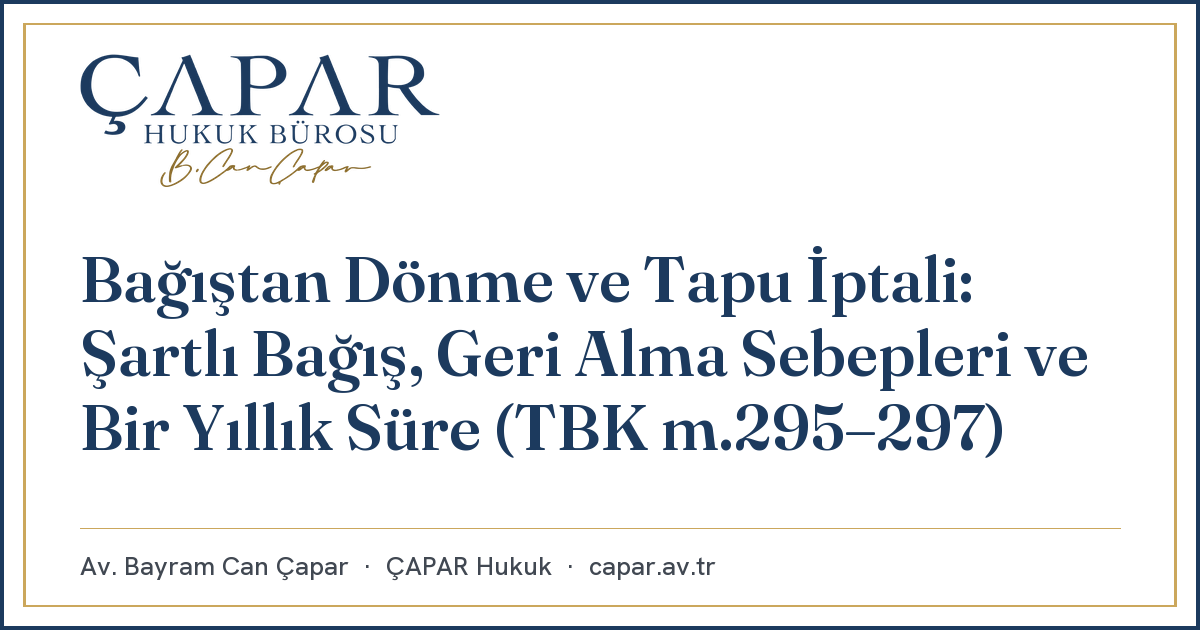 ÇAPAR
HUKUK BÜROSU
B.Can Çapar
Bağıştan Dönme ve Tapu İptali:
Şartlı Bağış, Geri Alma Sebepleri ve
Bir Yıllık Süre (TBK m.295–297)
Av. Bayram Can Çapar · ÇAPAR Hukuk · capar.av.tr